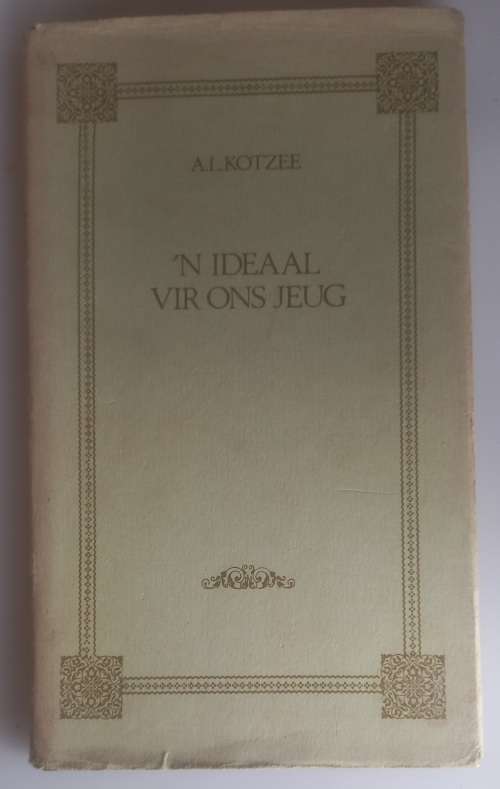 A.L.KOTZEE
'N IDEAAL
VIR ONS JEUG